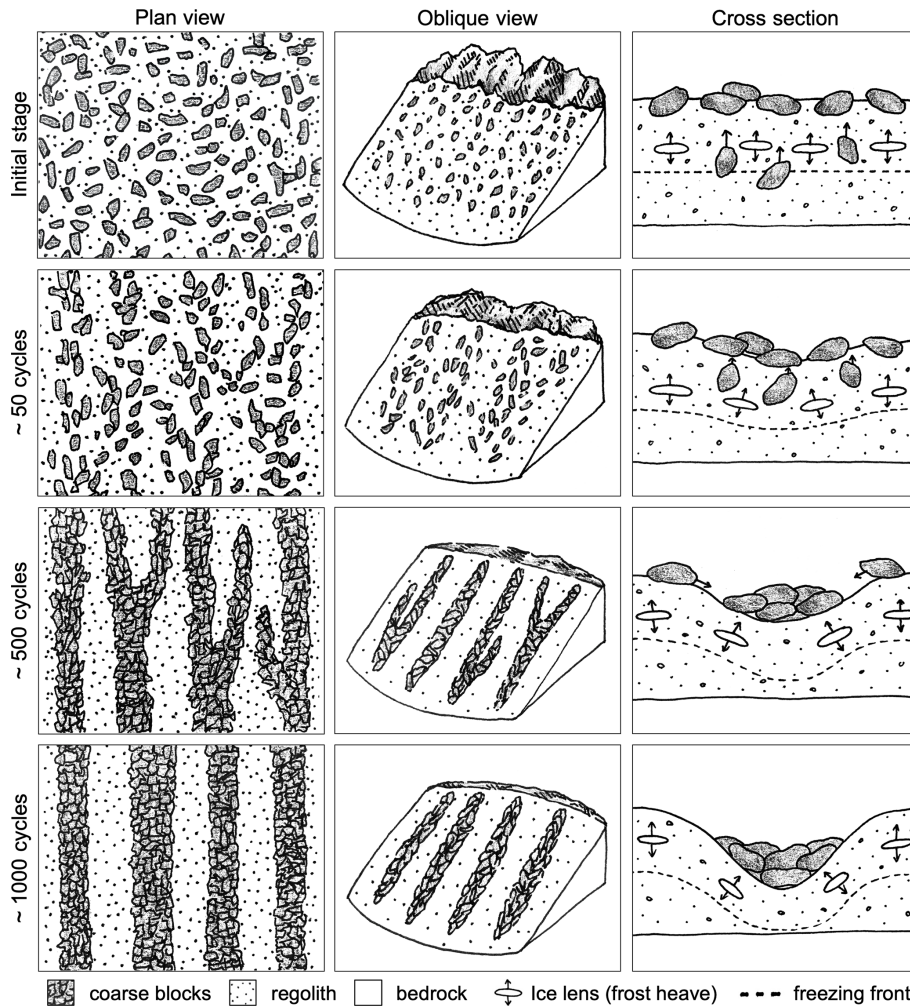 Plan view
Oblique view
Cross section
Initial stage
~ 50 cycles
~ 500 cycles
~ 1000 cycles
coarse blocks
regolith
bedrock
Ice lens (frost heave)
freezing front